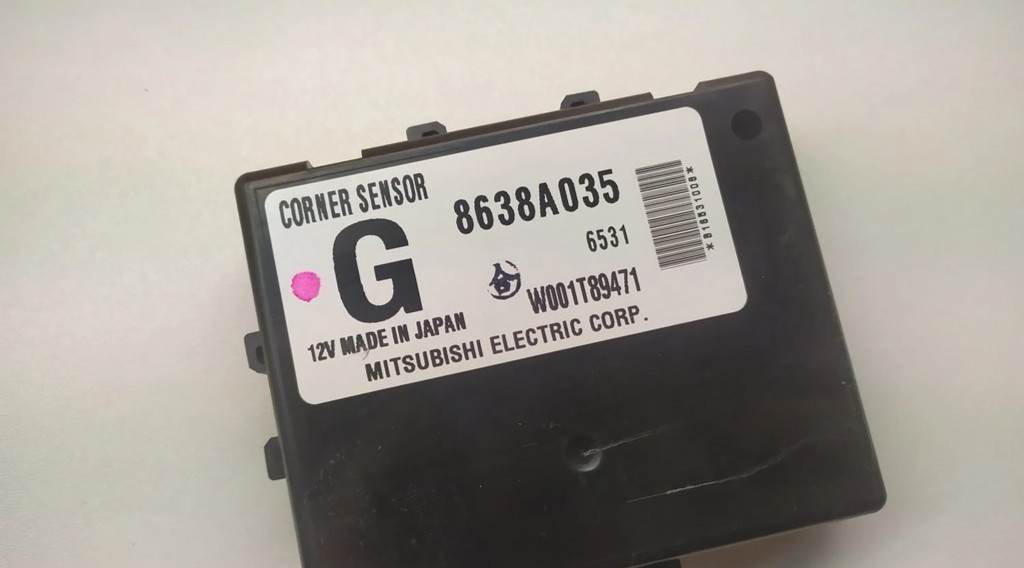 CORNER SENSOR
G
8638A035
6531
W001T89471
12V MADE IN JAPAN
MITSUBISHI ELECTRIC CORP.